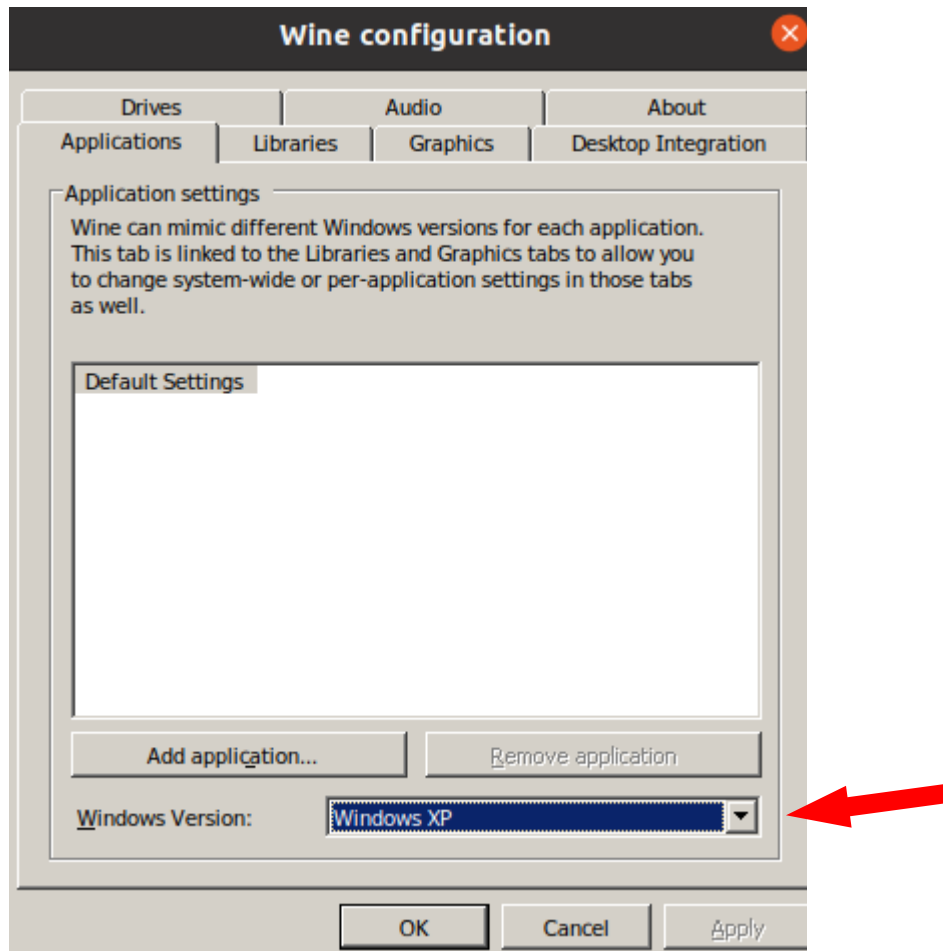 Wine configuration
Drives Audio About
Applications Libraries Graphics Desktop Integration
Application settings
Wine can mimic different Windows versions for each application.
This tab is linked to the Libraries and Graphics tabs to allow you
to change system-wide or per-application settings in those tabs
as well.
Default Settings
Add application... Remove application
Windows Version: Windows XP
OK Cancel Apply